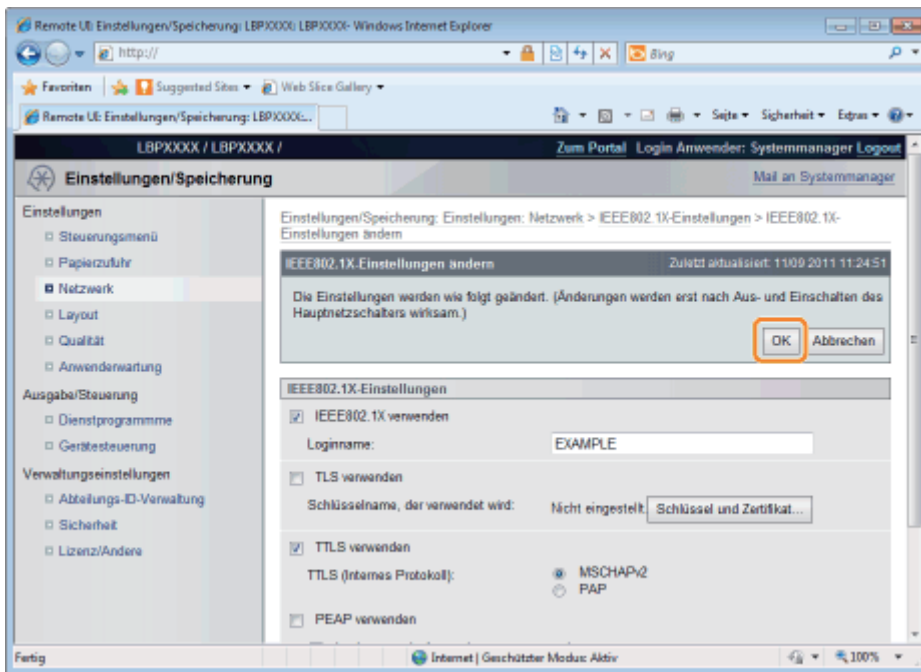 Remote UI: Einstellungen/Speicherung: LBPXXXX: LBPXXXX- Windows Internet Explorer
http://
Bing
Favoriten Suggested Sites Web Slice Gallery
Remote UI: Einstellungen/Speicherung: LBPXXXX:... Seite Sicherheit Extras
LBPXXXX / LBPXXXX / Zum Portal Login Anwender: Systemmanager Logout
Einstellungen/Speicherung Mail an Systemmanager
Einstellungen
Steuerungsmenü
Papierzufuhr
Netzwerk
Layout
Qualität
Anwenderwartung
Ausgabe/Steuerung
Dienstprogrammme
Gerätesteuerung
Verwaltungseinstellungen
Abteilungs-ID-Verwaltung
Sicherheit
Lizenz/Andere
Einstellungen/Speicherung: Einstellungen: Netzwerk > IEEE802.1X-Einstellungen > IEEE802.1X-
Einstellungen ändern
IEEE802.1X-Einstellungen ändern Zuletzt aktualisiert: 11/09 2011 11:24:51
Die Einstellungen werden wie folgt geändert. (Änderungen werden erst nach Aus- und Einschalten des
Hauptnetzschalters wirksam.)
OK Abbrechen
IEEE802.1X-Einstellungen
IEEE802.1X verwenden
Loginname: EXAMPLE
TLS verwenden
Schlüsselname, der verwendet wird: Nicht eingestellt. Schlüssel und Zertifikat...
TTLS verwenden
TTLS (Internes Protokoll): MSCHAPv2
PAP
PEAP verwenden
Fertig Internet | Geschützter Modus: Aktiv 100%